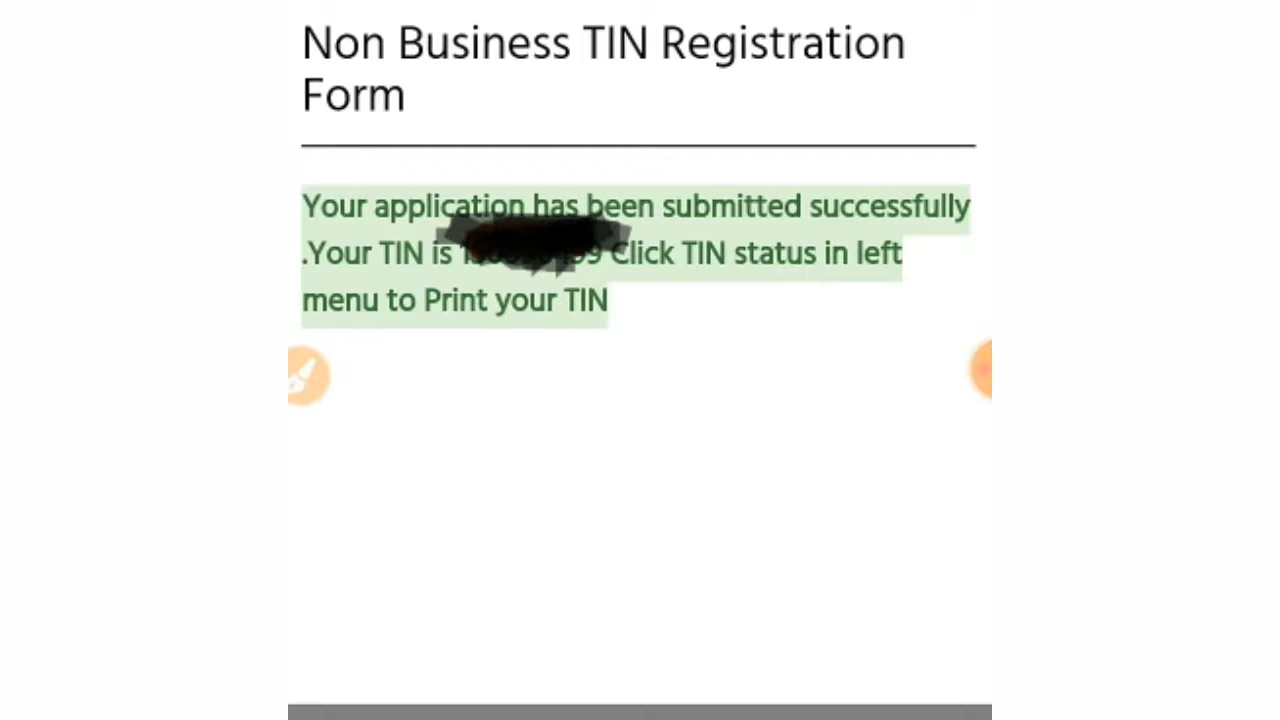 Non Business TIN Registration
Form
Your application has been submitted successfully
.Your TIN is Click TIN status in left
menu to Print your TIN